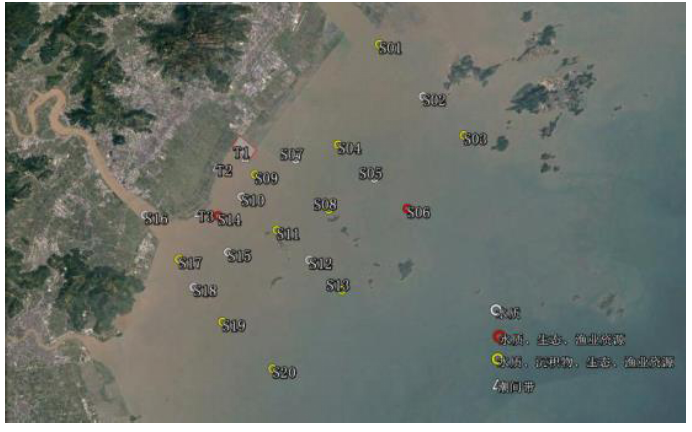 S01
S02
S03
S04
T1
S07
T2
S09
S05
S10
S08
S06
S16
T3
S14
S11
S15
S12
S17
S13
S18
S19
S20
水质
水质、生态、渔业资源
水质、沉积物、生态、渔业资源
潮间带